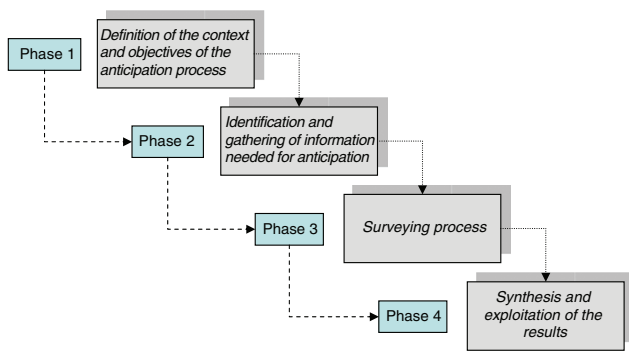 Phase 1
Definition of the context
and objectives of the
anticipation process
Phase 2
Identification and
gathering of information
needed for anticipation
Phase 3
Surveying process
Phase 4
Synthesis and
exploitation of the
results